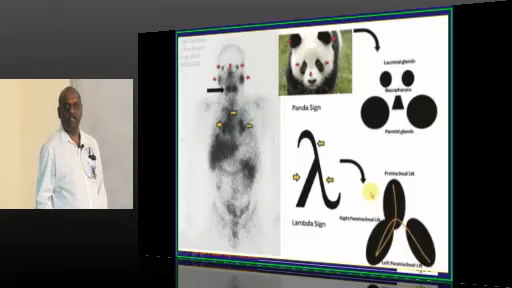 Panda Sign
Lacrimal glands
Nasopharynx
Parotid glands
λ
Lambda Sign
Pretracheal LN
Right Paratracheal LN
Left Paratracheal LN